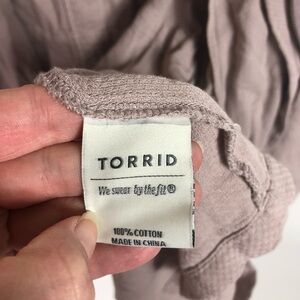 TORRID
We swear by the fit®
100% COTTON
MADE IN CHINA